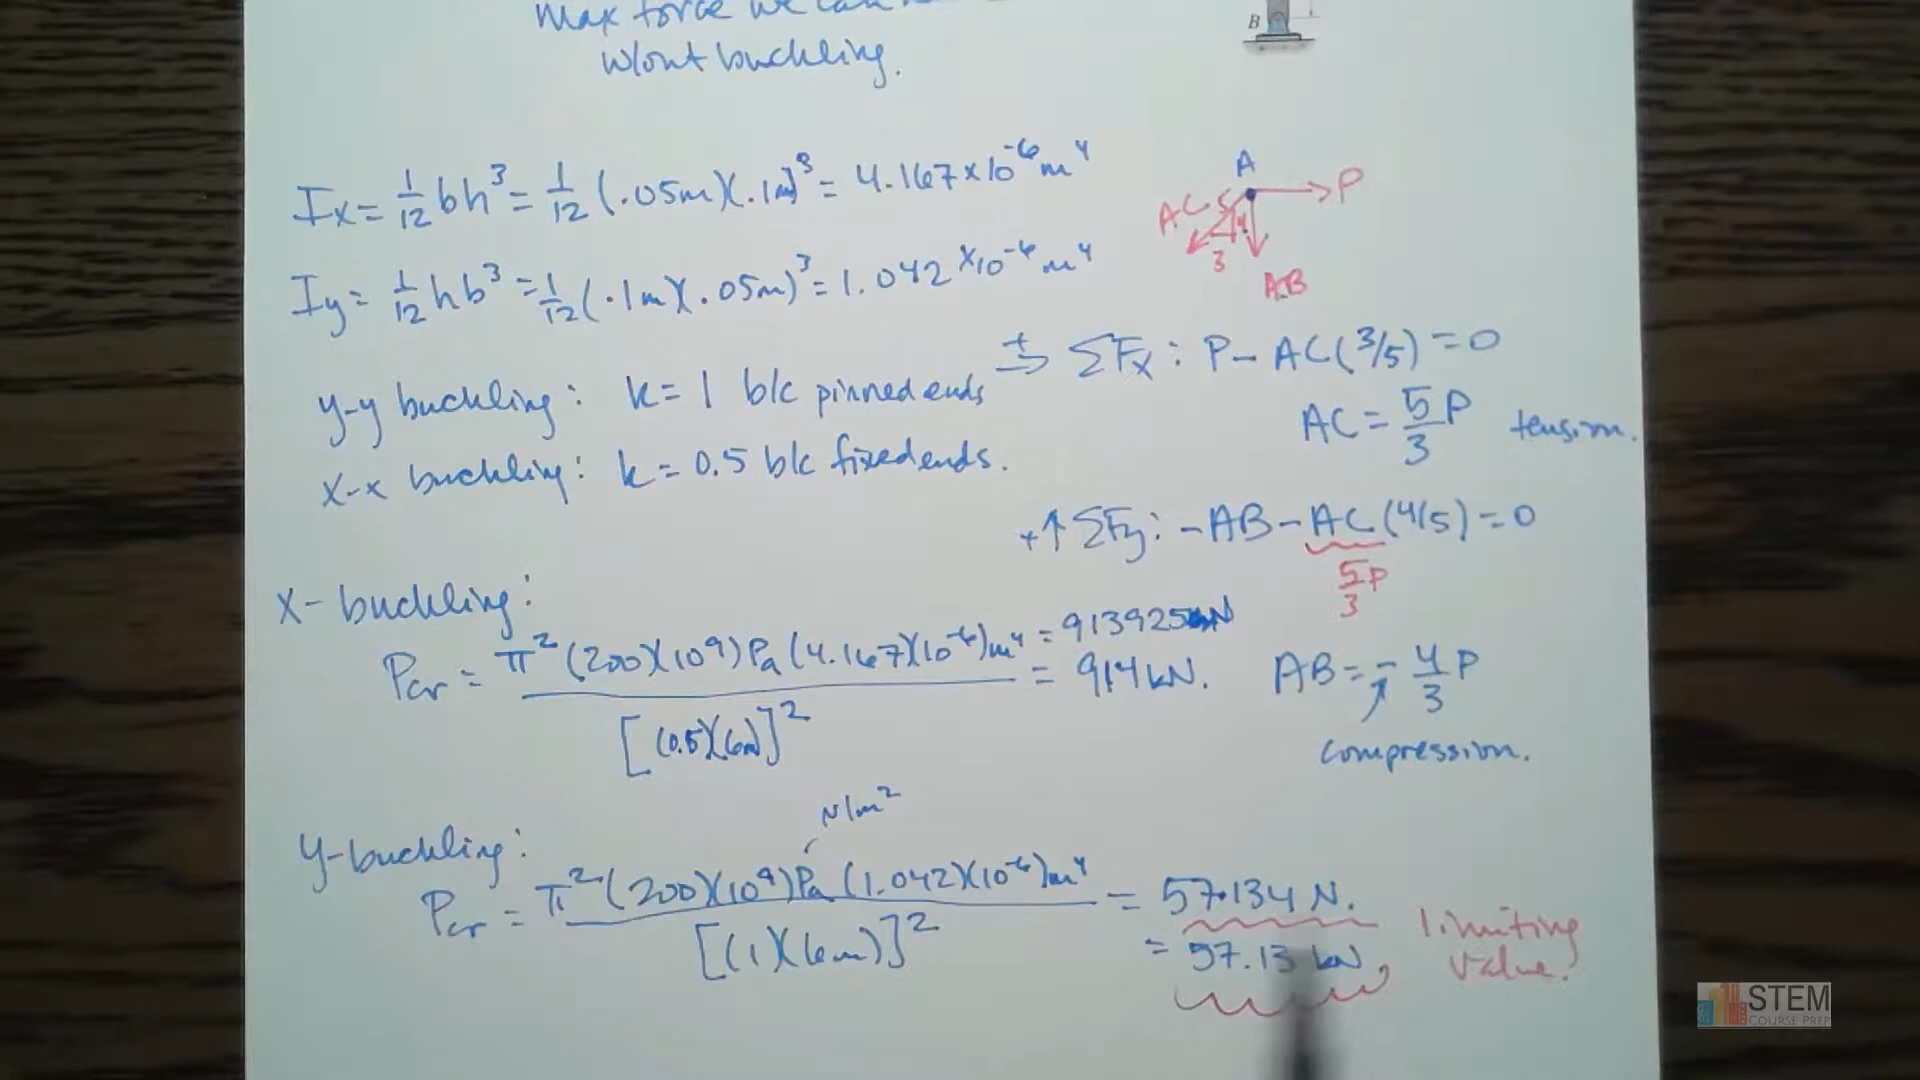 Max force we can
w/out buckling.
B
Ix = 1/12 bh³ = 1/12 (.05m)(.1m)³ = 4.167 x 10⁻⁶ m⁴
A
P
AC 5
4
3
AB
Iy = 1/12 hb³ = 1/12 (.1m)(.05m)³ = 1.042 x10⁻⁶ m⁴
y-y buckling: k = 1 b/c pinned ends
x-x buckling: k = 0.5 b/c fixed ends.
+→ ΣFx: P - AC(3/5) = 0
AC = 5/3 P tension.
+↑ ΣFy: -AB - AC(4/5) = 0
5/3 P
AB = - 4/3 P
compression.
X-buckling:
Pcr = π²(200)(10⁹)Pa(4.167)(10⁻⁶)m⁴ / [(0.5)(6m)]² = 913925 N
= 914 kN.
Y-buckling:
N/m²
Pcr = π²(200)(10⁹)Pa(1.042)(10⁻⁶)m⁴ / [(1)(6m)]² = 57134 N.
= 57.13 kN,
limiting
value.
STEM
COURSE PREP